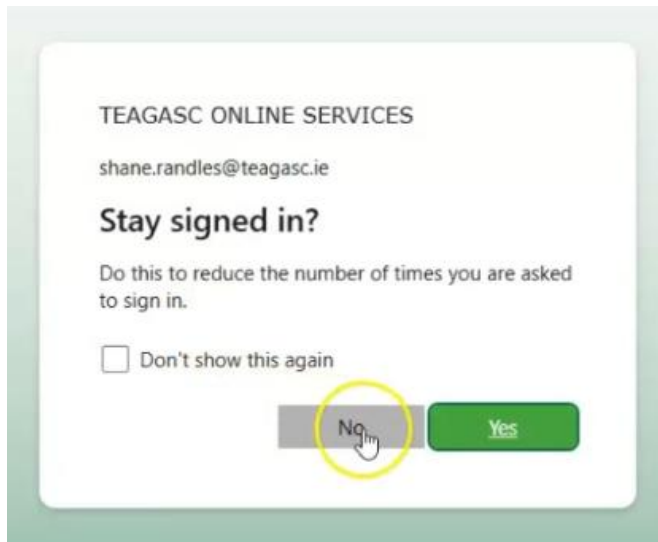 TEAGASC ONLINE SERVICES
shane.randles@teagasc.ie
Stay signed in?
Do this to reduce the number of times you are asked
to sign in.
Don't show this again
No
Yes